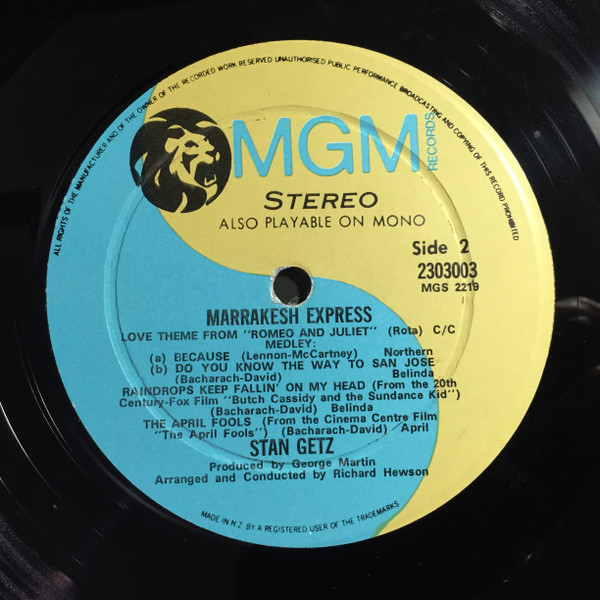 ALL RIGHTS OF THE MANUFACTURER AND OF THE OWNER OF THE RECORDED WORK RESERVED UNAUTHORISED PUBLIC PERFORMANCE BROADCASTING AND COPYING OF THIS RECORD PROHIBITED
MGM
RECORDS
STEREO
ALSO PLAYABLE ON MONO
Side 2
2303003
MGS 2219
MARRAKESH EXPRESS
LOVE THEME FROM "ROMEO AND JULIET" (Rota) C/C
MEDLEY:
(a) BECAUSE (Lennon-McCartney) Northern
(b) DO YOU KNOW THE WAY TO SAN JOSE
(Bacharach-David) Belinda
RAINDROPS KEEP FALLIN' ON MY HEAD (From the 20th
Century-Fox Film "Butch Cassidy and the Sundance Kid")
(Bacharach-David) Belinda
THE APRIL FOOLS (From the Cinema Centre Film
"The April Fools") (Bacharach-David) April
STAN GETZ
Produced by George Martin
Arranged and Conducted by Richard Hewson
MADE IN N.Z. BY A REGISTERED USER OF THE TRADEMARKS